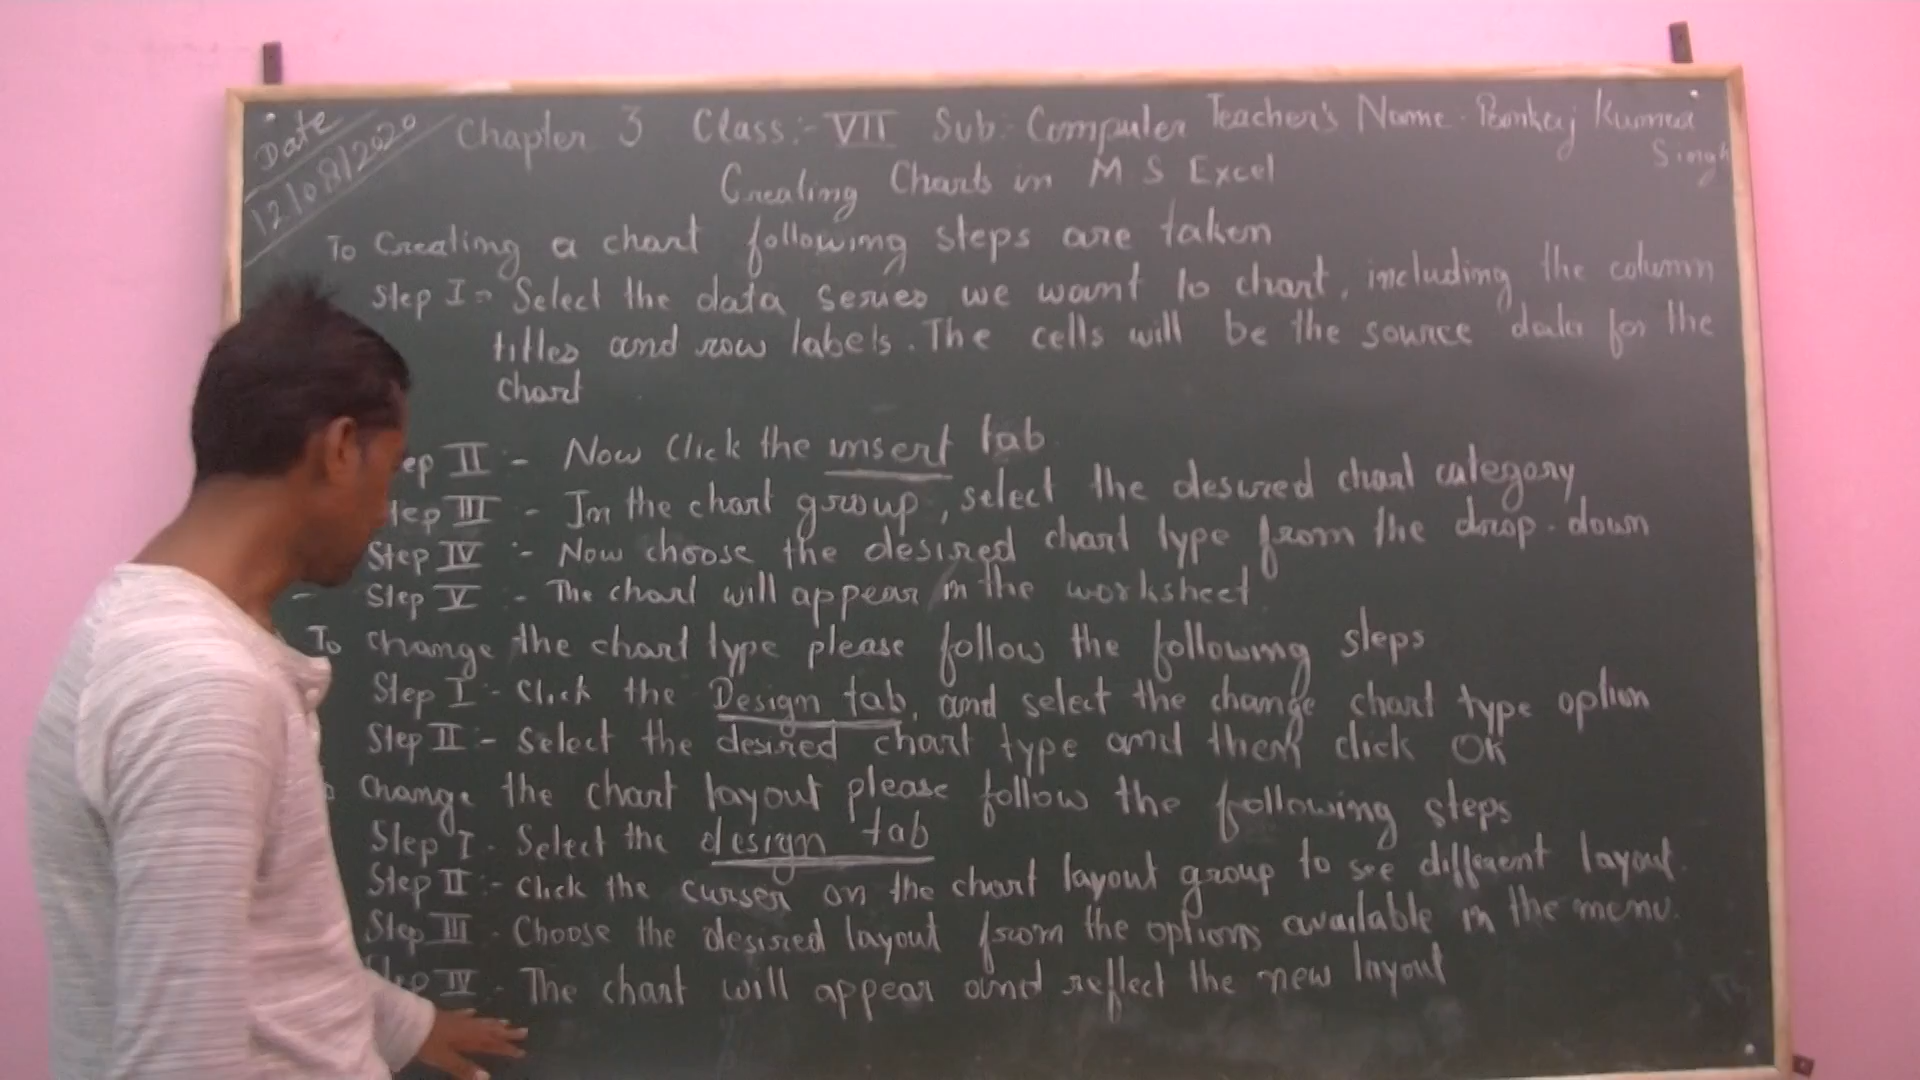 Date
12/08/2020
Chapter 3 Class:- VII Sub:- Computer Teacher's Name - Pankaj Kumar
Singh
Creating Charts in M S Excel
To Creating a chart following steps are taken
Step I :- Select the data series we want to chart, including the column
titles and row labels. The cells will be the source data for the
chart
ep II :- Now Click the insert tab
tep III :- In the chart group, select the desired chart category
Step IV :- Now choose the desired chart type from the drop-down
- Step V :- The chart will appear in the worksheet.
To change the chart type please follow the following steps
Step I :- Click the Design tab, and select the change chart type option
Step II :- Select the desired chart type and then click OK
o change the chart layout please follow the following steps
Step I - Select the design tab
Step II :- Click the curser on the chart layout group to see different layout.
Step III - Choose the desired layout from the options available in the menu.
Step IV - The chart will appear and reflect the new layout